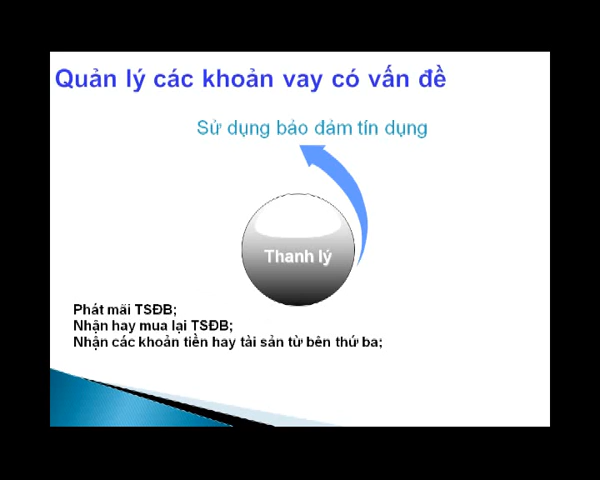 Quản lý các khoản vay có vấn đề
Sử dụng bảo đảm tín dụng
Thanh lý
Phát mãi TSĐB;
Nhận hay mua lại TSĐB;
Nhận các khoản tiền hay tài sản từ bên thứ ba;